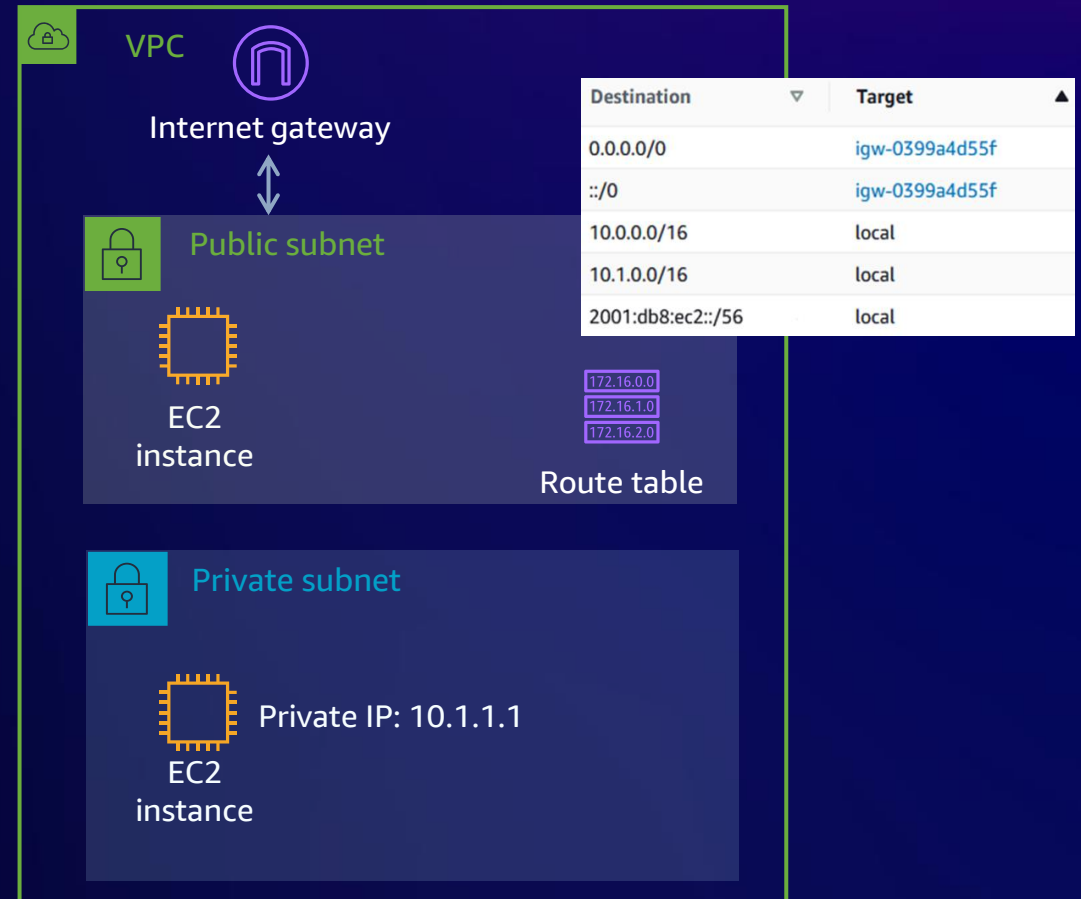 VPC
Internet gateway
Destination Target
0.0.0.0/0 igw-0399a4d55f
::/0 igw-0399a4d55f
10.0.0.0/16 local
10.1.0.0/16 local
2001:db8:ec2::/56 local
Public subnet
EC2
instance
172.16.0.0
172.16.1.0
172.16.2.0
Route table
Private subnet
Private IP: 10.1.1.1
EC2
instance